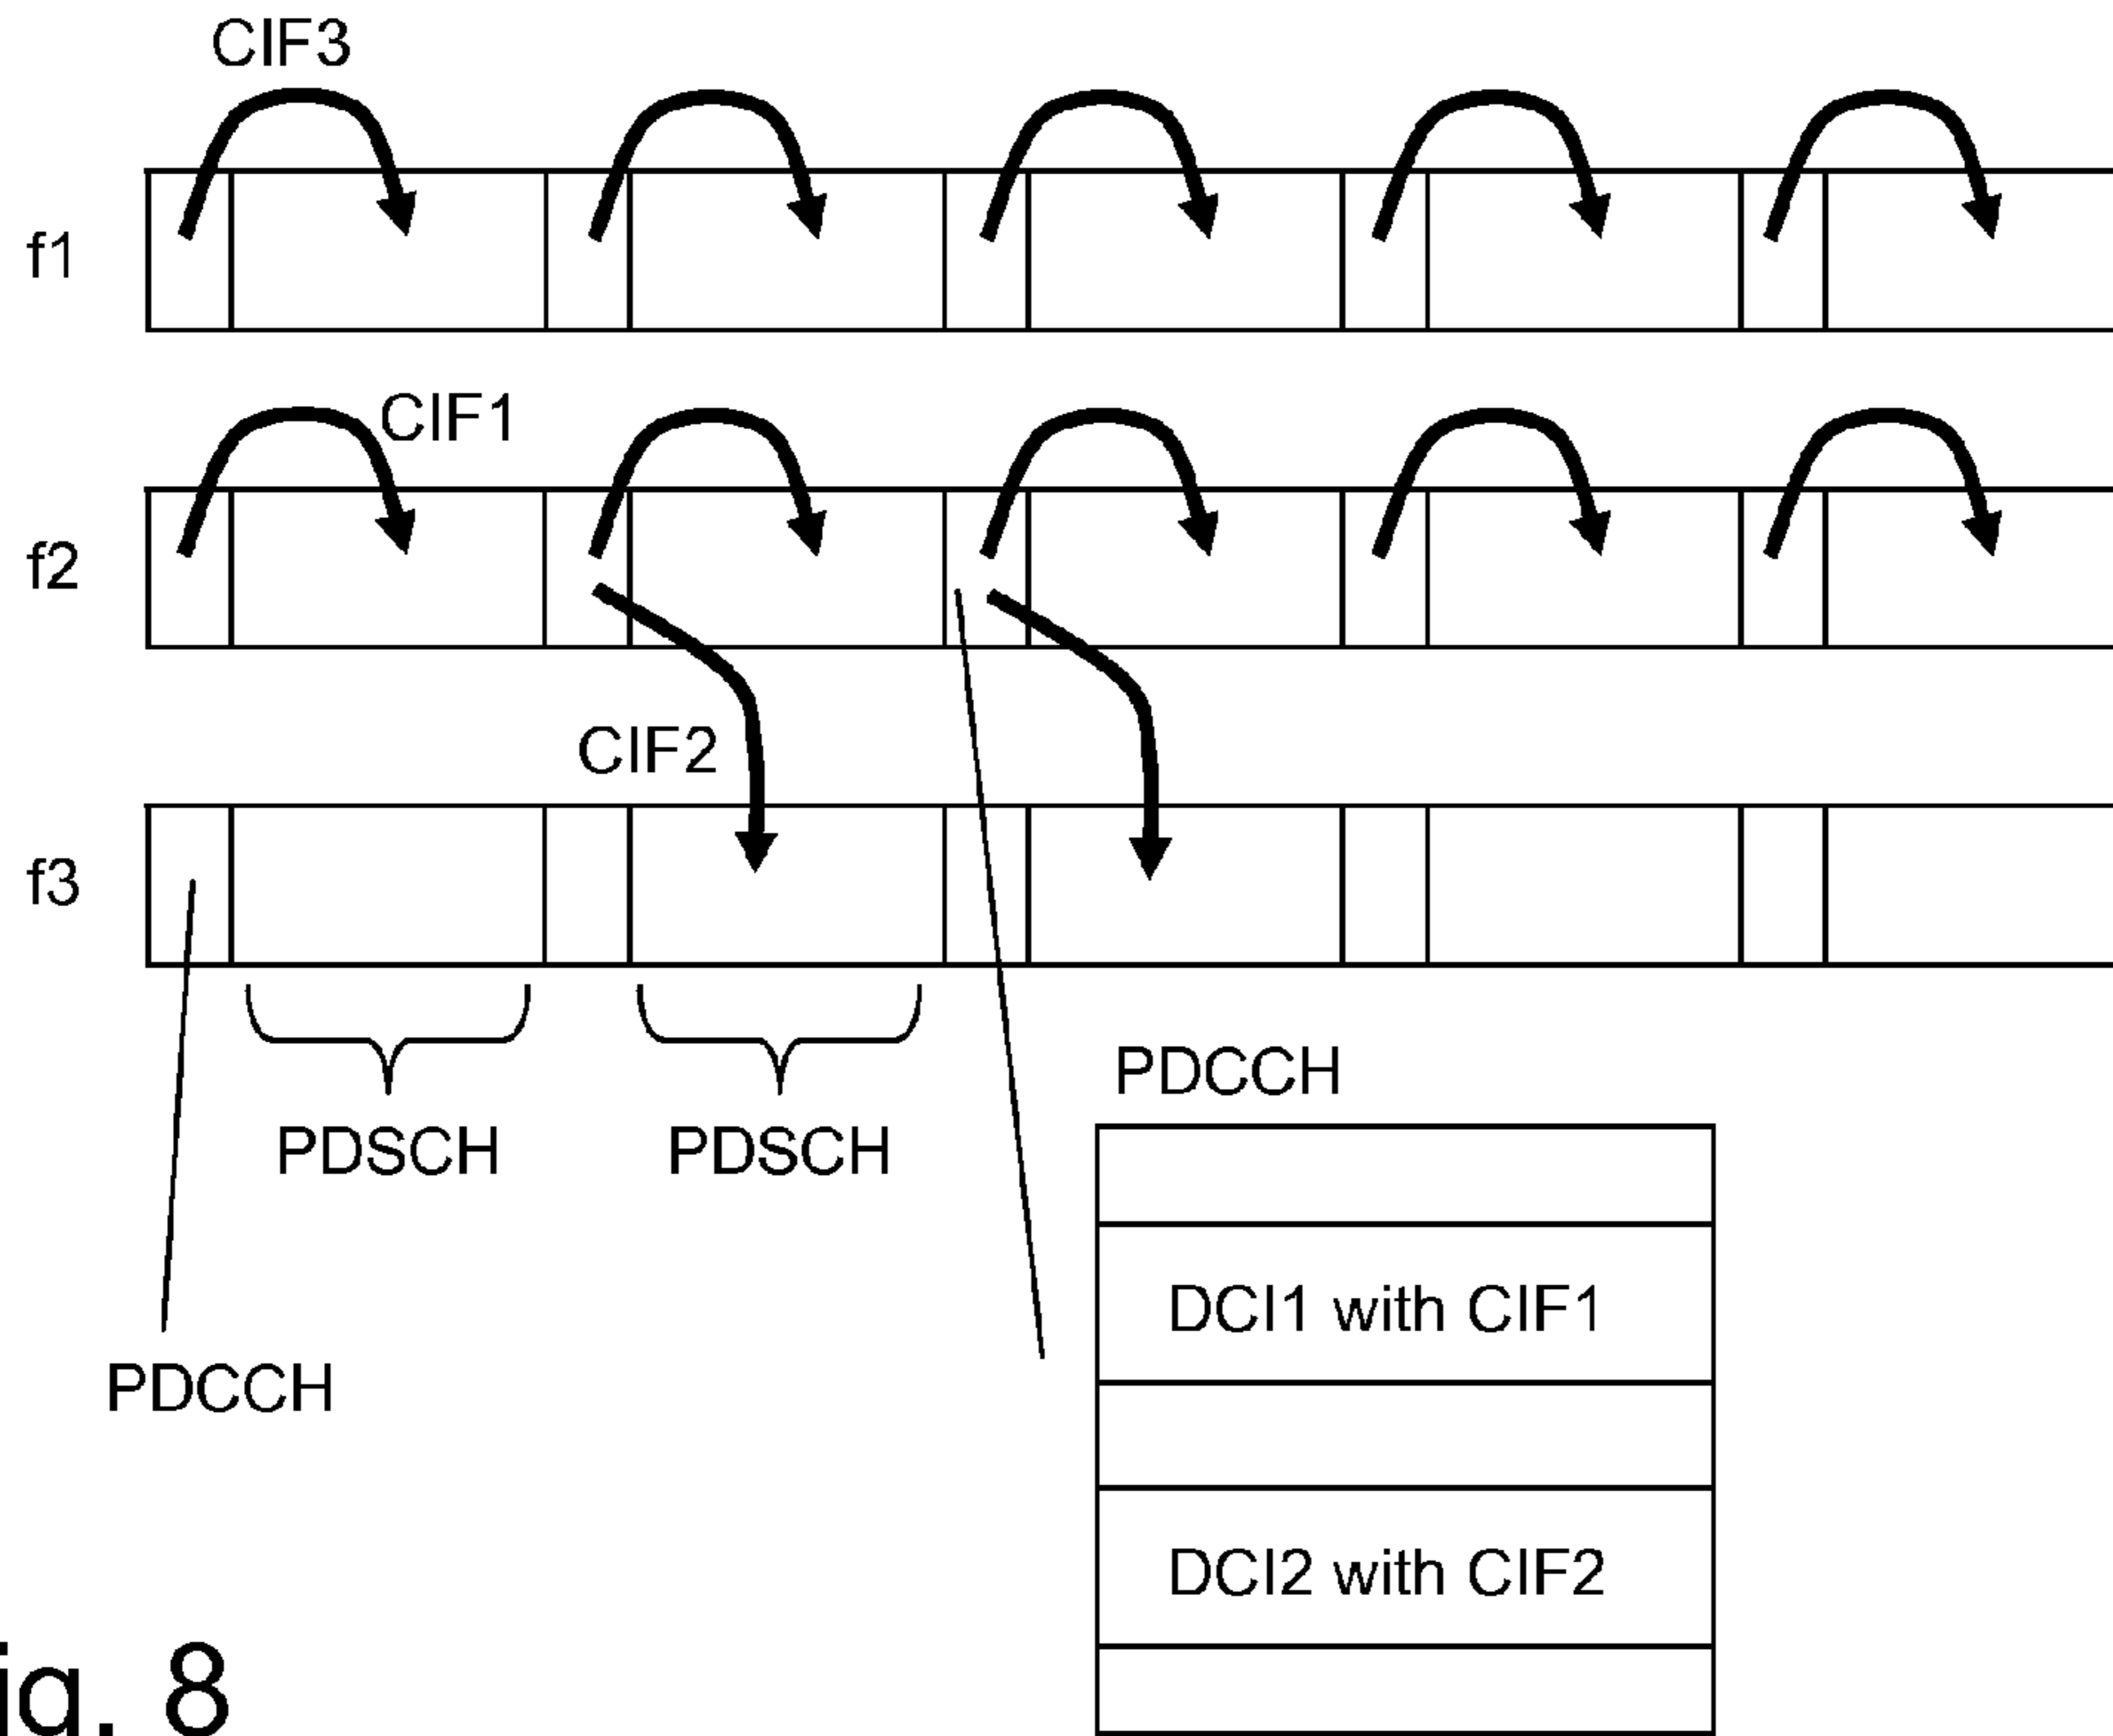 CIF3
f1
CIF1
f2
CIF2
f3
PDCCH
PDSCH PDSCH
DCI1 with CIF1
PDCCH
DCI2 with CIF2
ig. 8